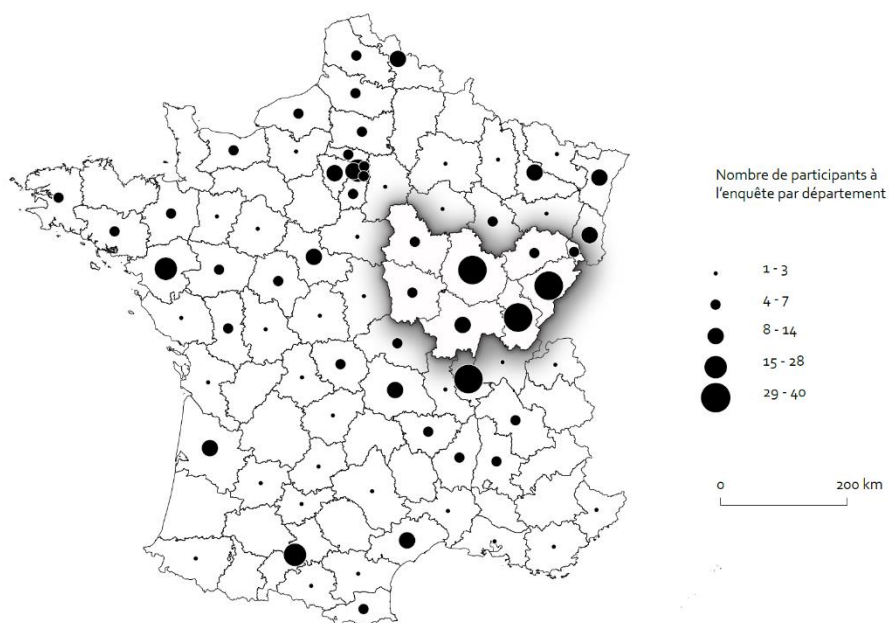 Nombre de participants à
l'enquête par département
1 - 3
4 - 7
8 - 14
15 - 28
29 - 40
0 200 km